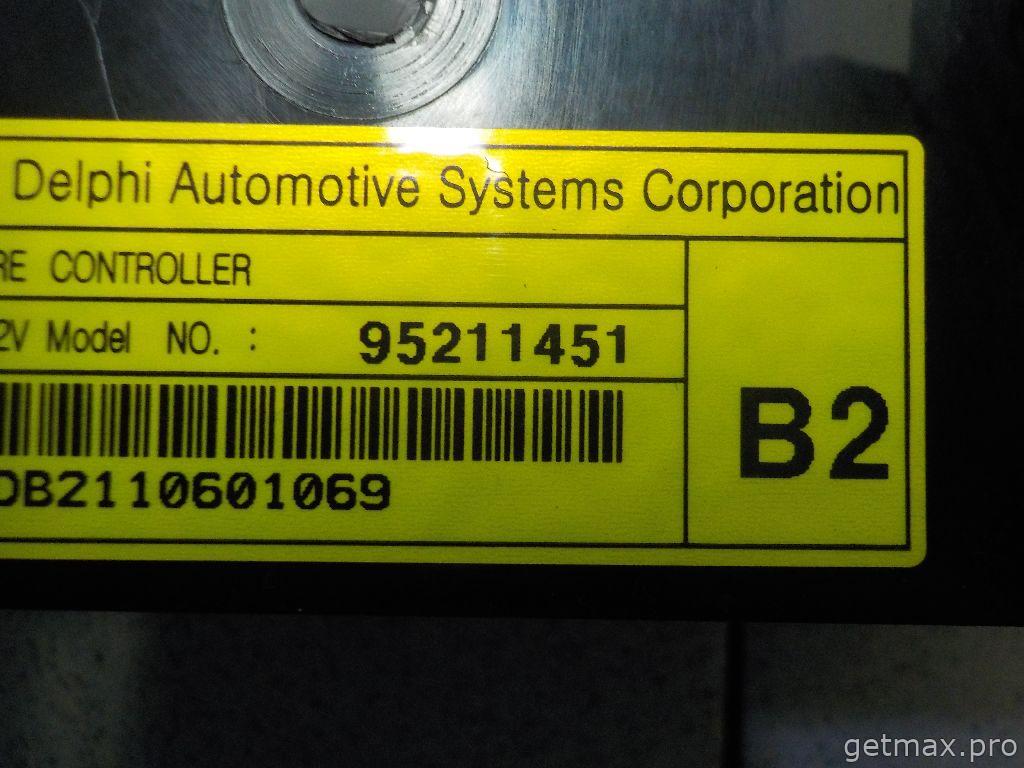 Delphi Automotive Systems Corporation
RE CONTROLLER
2V Model NO. : 95211451
B2
DB2110601069
getmax.pro